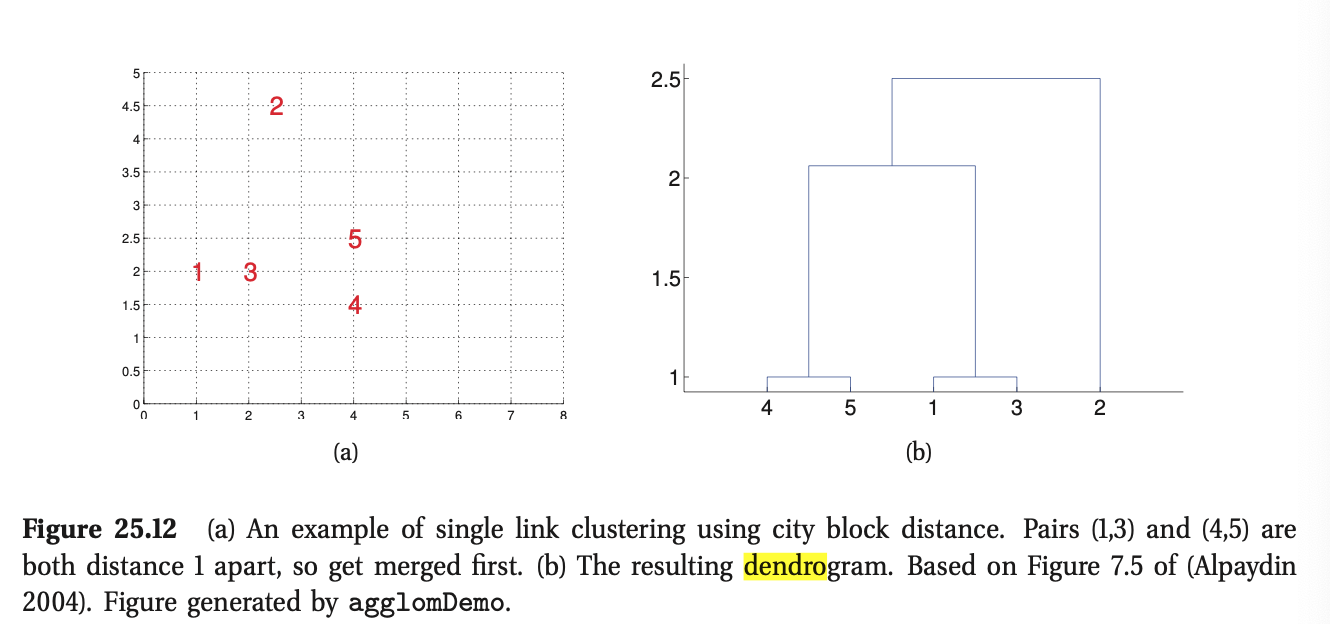 5
4.5
4
3.5
3
2.5
2
1.5
1
0.5
0
0 1 2 3 4 5 6 7 8
2
5
1 3
4
(a)
2.5
2
1.5
1
4 5 1 3 2
(b)
Figure 25.12 (a) An example of single link clustering using city block distance. Pairs (1,3) and (4,5) are
both distance 1 apart, so get merged first. (b) The resulting dendrogram. Based on Figure 7.5 of (Alpaydin
2004). Figure generated by agglomDemo.